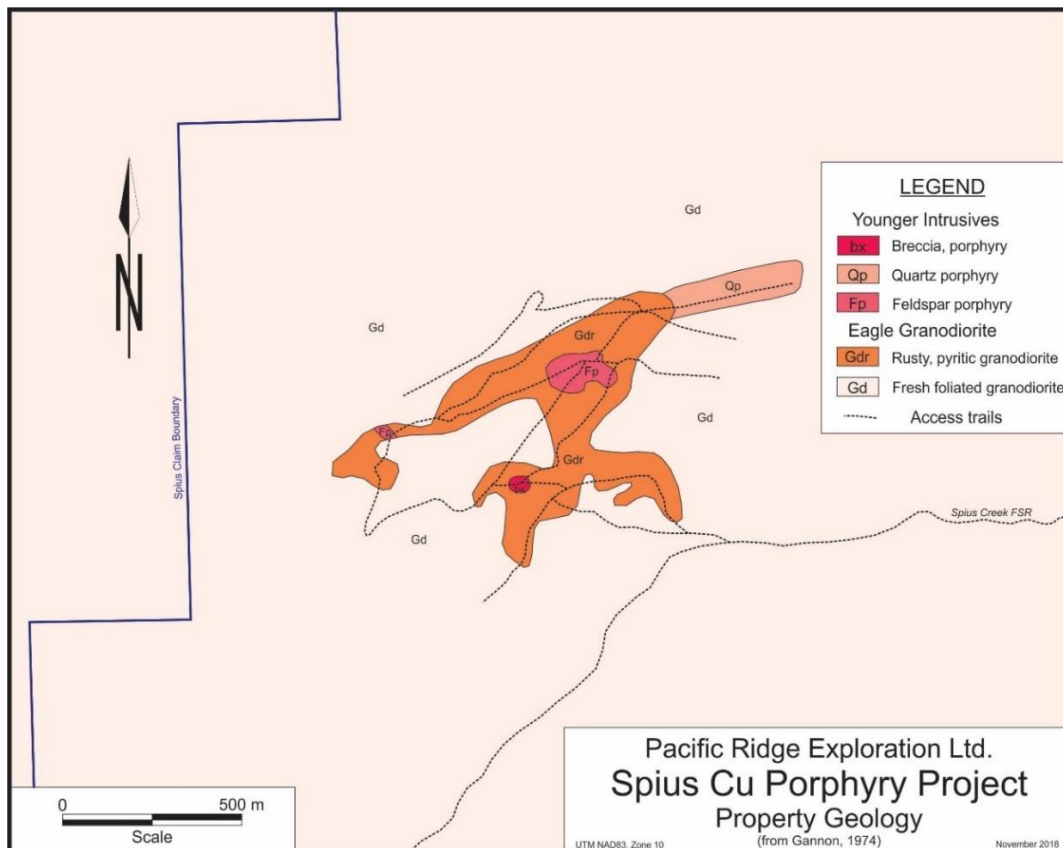 Gd
LEGEND
Younger Intrusives
bx Breccia, porphyry
Qp Quartz porphyry
Fp Feldspar porphyry
Eagle Granodiorite
Gdr Rusty, pyritic granodiorite
Gd Fresh foliated granodiorite
Access trails
N
Qp
Gd
Gdr
Fp
Spius Claim Boundary
Gd
Fp
Gdr
bx
Spius Creek FSR
Gd
0 500 m
Scale
Pacific Ridge Exploration Ltd.
Spius Cu Porphyry Project
Property Geology
(from Gannon, 1974)
UTM NAD83, Zone 10 November 2018